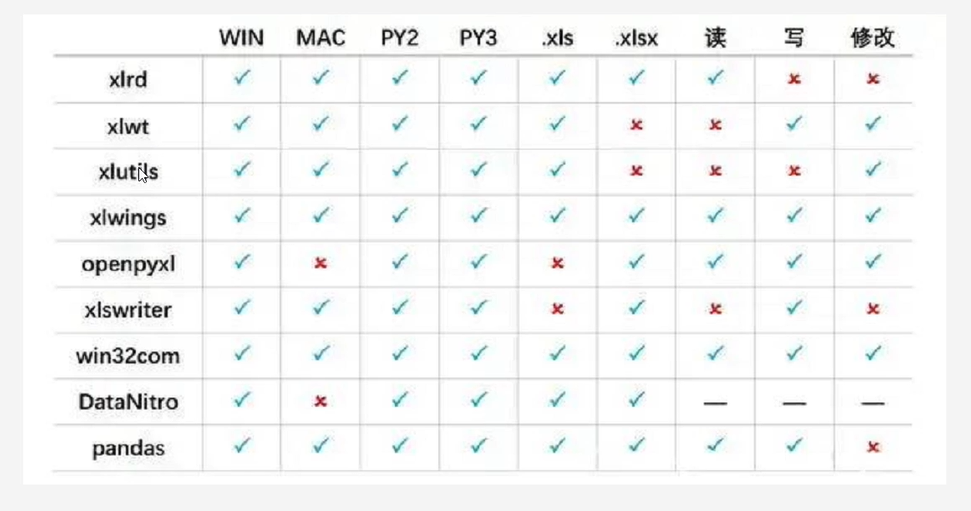 WIN MAC PY2 PY3 .xls .xlsx 读 写 修改
xlrd ✓ ✓ ✓ ✓ ✓ ✓ ✓ × ×
xlwt ✓ ✓ ✓ ✓ ✓ × × ✓ ✓
xlutils ✓ ✓ ✓ ✓ ✓ × × × ✓
xlwings ✓ ✓ ✓ ✓ ✓ ✓ ✓ ✓ ✓
openpyxl ✓ × ✓ ✓ × ✓ ✓ ✓ ✓
xlswriter ✓ ✓ ✓ ✓ × ✓ × ✓ ×
win32com ✓ ✓ ✓ ✓ ✓ ✓ ✓ ✓ ✓
DataNitro ✓ × ✓ ✓ ✓ ✓ — — —
pandas ✓ ✓ ✓ ✓ ✓ ✓ ✓ ✓ ×